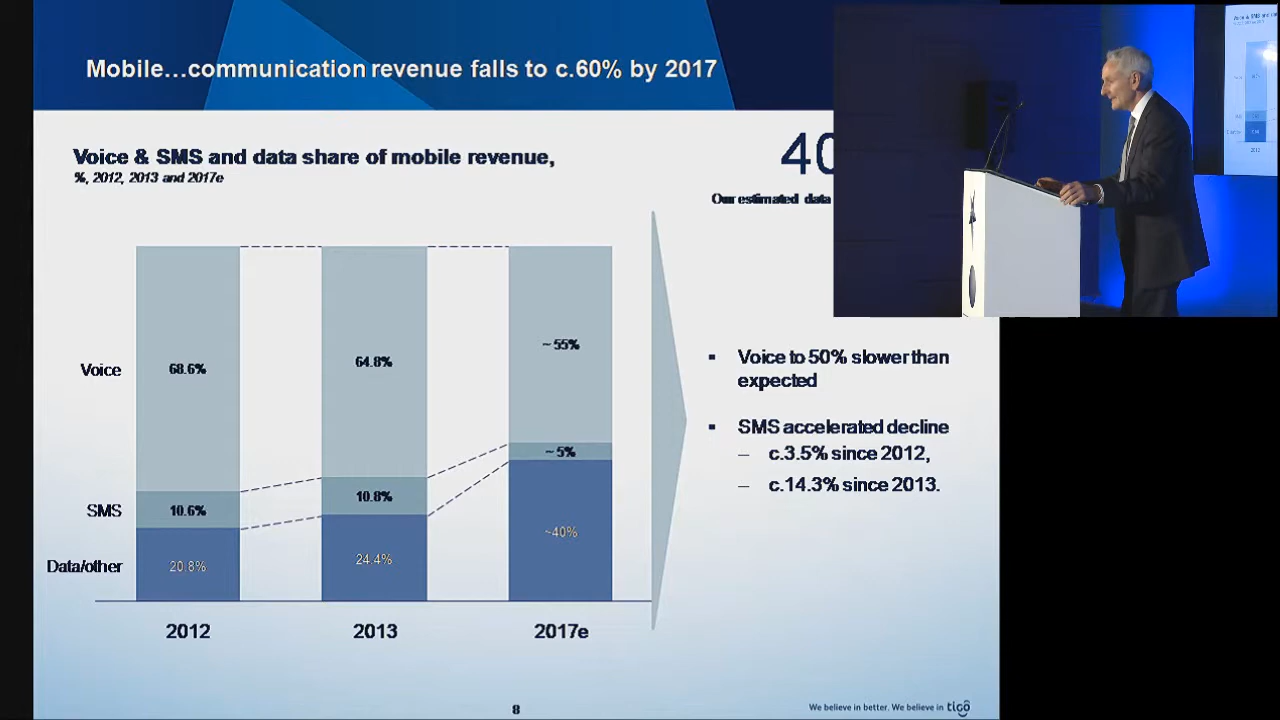 Mobile…communication revenue falls to c.60% by 2017
Voice & SMS and data share of mobile revenue,
%, 2012, 2013 and 2017e
40
Our estimated data
Voice
68.6%
64.8%
~ 55%
SMS
10.6%
10.8%
~ 5%
Data/other
20.8%
24.4%
~40%
2012
2013
2017e
▪ Voice to 50% slower than
expected
▪ SMS accelerated decline
– c.3.5% since 2012,
– c.14.3% since 2013.
8
We believe in better. We believe in tigo